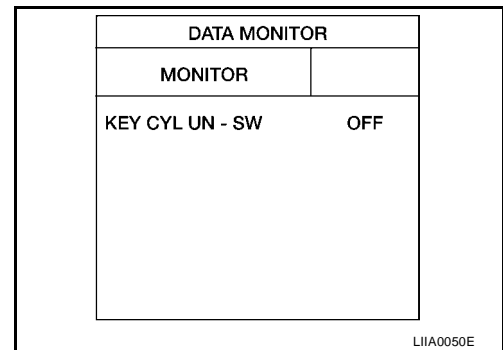 DATA MONITOR
MONITOR
KEY CYL UN - SW OFF
LIIA0050E